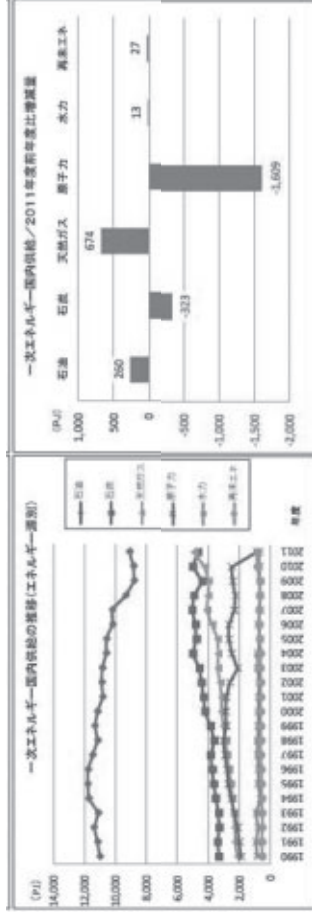 一次エネルギー国内供給の推移(エネルギー源別)
(PJ)
14,000
12,000
10,000
8,000
6,000
4,000
2,000
0
石油
石炭
天然ガス
原子力
水力
再未エネ
1990 1991 1992 1993 1994 1995 1996 1997 1998 1999 2000 2001 2002 2003 2004 2005 2006 2007 2008 2009 2010 2011
年度
一次エネルギー国内供給/2011年度前年度比増減量
(PJ)
石油 石炭 天然ガス 原子力 水力 再未エネ
1,000
500
0
-500
-1,000
-1,500
-2,000
260
-323
674
-1,609
13
27